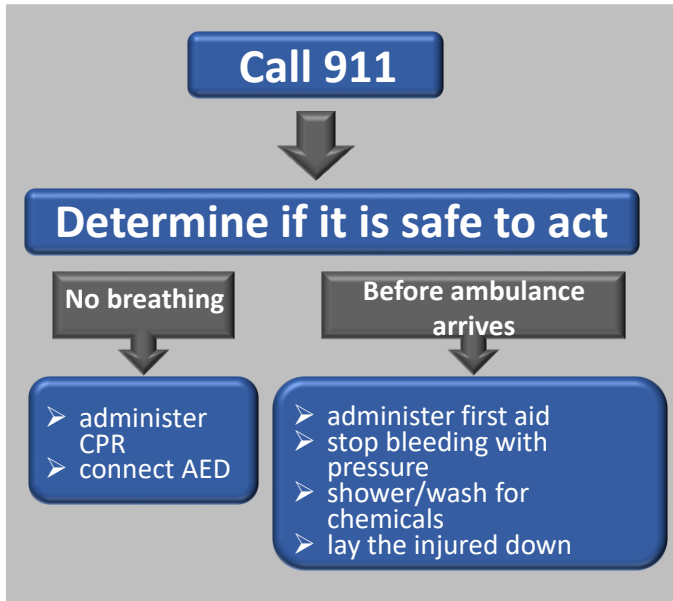 Call 911
Determine if it is safe to act
No breathing
Before ambulance
arrives
➢ administer
CPR
➢ connect AED
➢ administer first aid
➢ stop bleeding with
pressure
➢ shower/wash for
chemicals
➢ lay the injured down